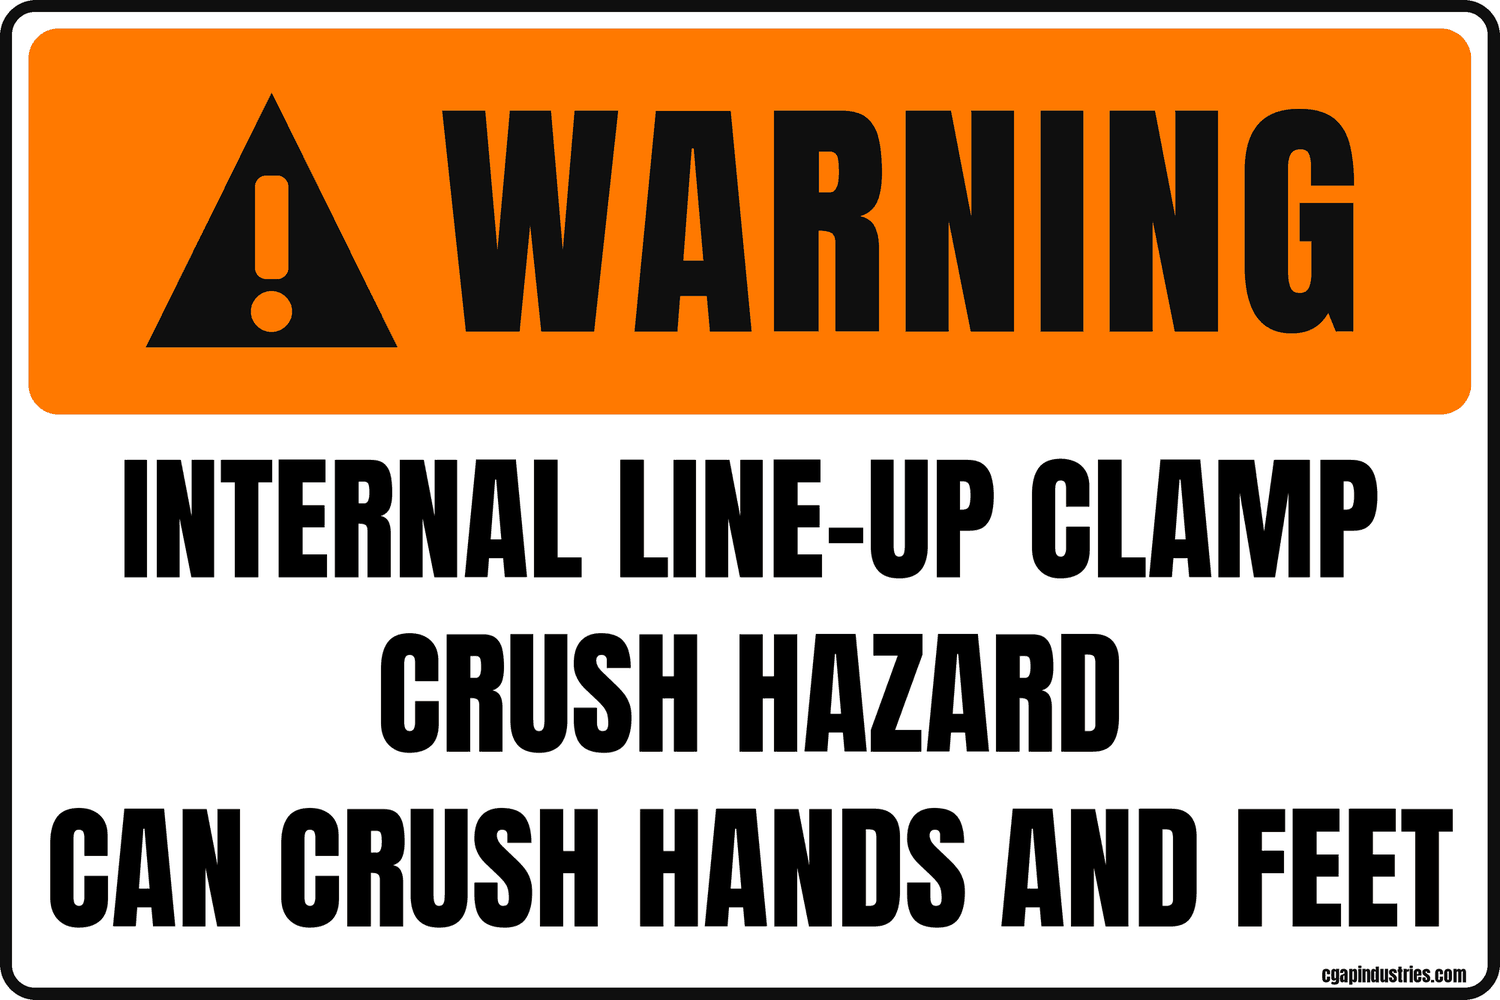 WARNING
INTERNAL LINE-UP CLAMP
CRUSH HAZARD
CAN CRUSH HANDS AND FEET
cgapindustries.com